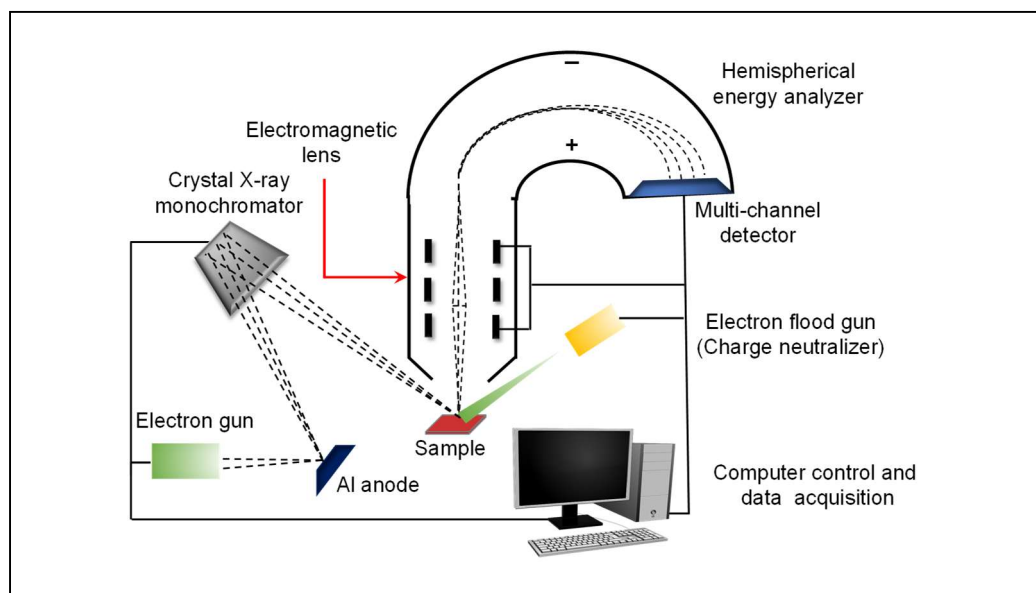 Hemispherical
energy analyzer
Electromagnetic
lens
Crystal X-ray
monochromator
−
+
Multi-channel
detector
Electron flood gun
(Charge neutralizer)
Electron gun
Sample
Al anode
Computer control and
data acquisition